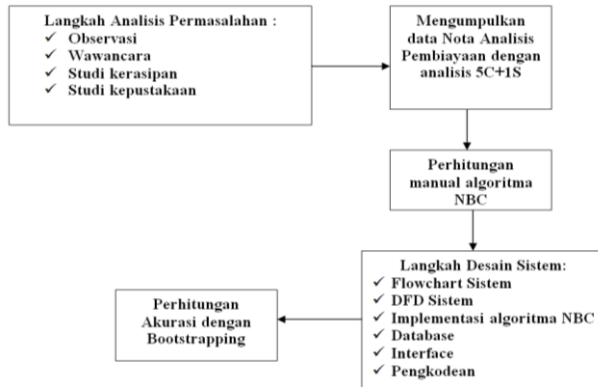 Langkah Analisis Permasalahan :
✓ Observasi
✓ Wawancara
✓ Studi kerasipan
✓ Studi kepustakaan
Mengumpulkan
data Nota Analisis
Pembiayaan dengan
analisis 5C+1S
Perhitungan
manual algoritma
NBC
Langkah Desain Sistem:
✓ Flowchart Sistem
✓ DFD Sistem
✓ Implementasi algoritma NBC
✓ Database
✓ Interface
✓ Pengkodean
Perhitungan
Akurasi dengan
Bootstrapping